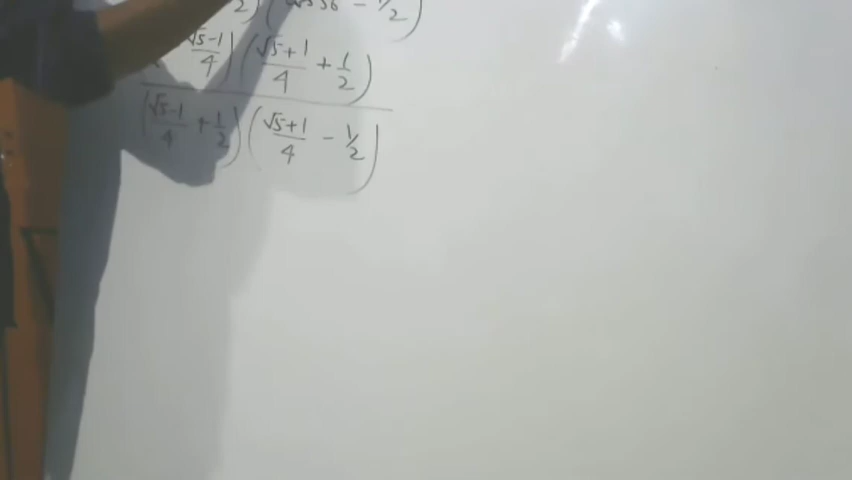 2)( cos36 - 1/2)
√5-1/4)(√5+1/4 + 1/2)
(√5-1/4 + 1/2)(√5+1/4 - 1/2)